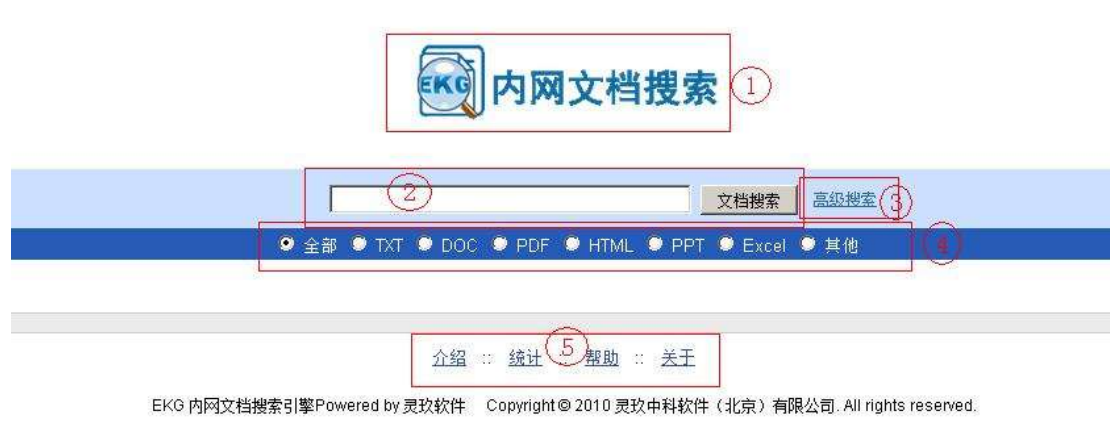 EKG 内网文档搜索 1
2 文档搜索 高级搜索 3
全部 TXT DOC PDF HTML PPT Excel 其他 4
介绍 :: 统计 5 :: 帮助 :: 关于
EKG 内网文档搜索引擎Powered by 灵玖软件 Copyright © 2010 灵玖中科软件（北京）有限公司. All rights reserved.